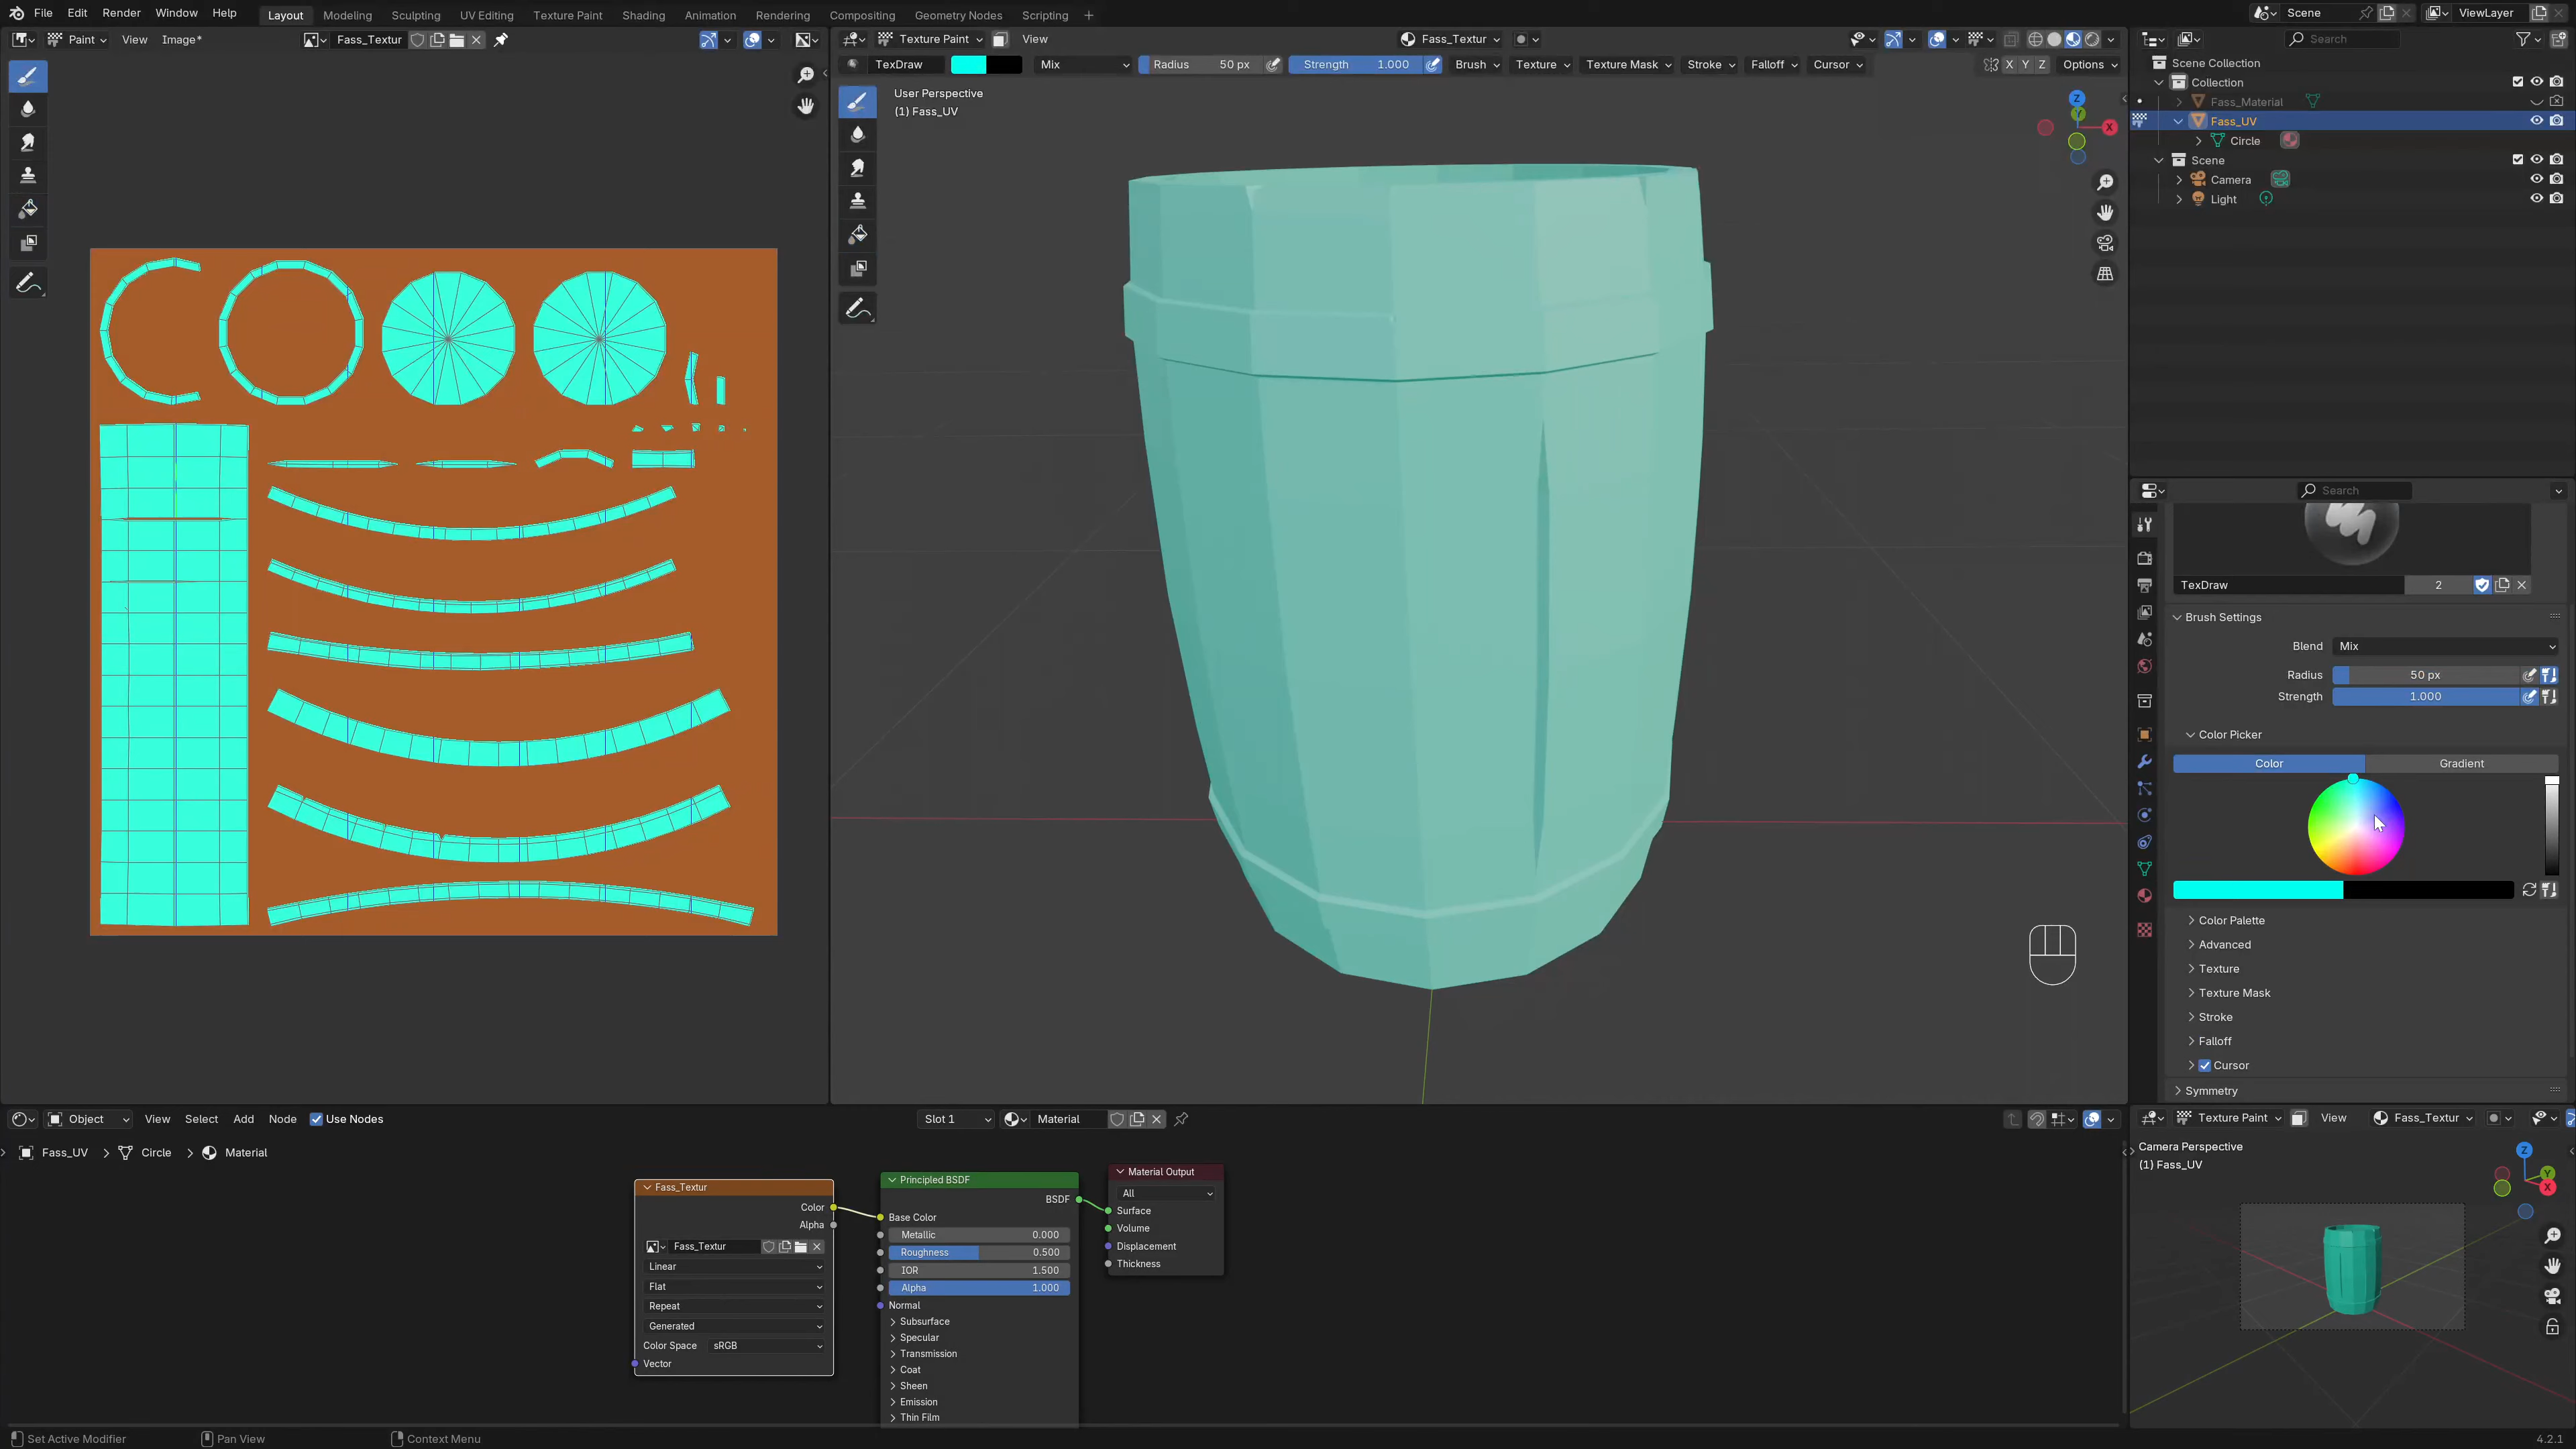 File Edit Render Window Help Layout Modeling Sculpting UV Editing Texture Paint Shading Animation Rendering Compositing Geometry Nodes Scripting + Scene ViewLayer
Paint View Image* Fass_Textur Texture Paint View Fass_Textur Search
TexDraw Mix Radius 50 px Strength 1.000 Brush Texture Texture Mask Stroke Falloff Cursor X Y Z Options
Scene Collection
Collection
Fass_Material
Fass_UV
Circle
Scene
Camera
Light
User Perspective
(1) Fass_UV
Z
Y
X
Search
TexDraw 2
Brush Settings
Blend Mix
Radius 50 px
Strength 1.000
Color Picker
Color Gradient
Color Palette
Advanced
Texture
Texture Mask
Stroke
Falloff
Cursor
Symmetry
Object View Select Add Node Use Nodes Slot 1 Material
Fass_UV > Circle > Material
Fass_Textur
Color
Alpha
Fass_Textur
Linear
Flat
Repeat
Generated
Color Space sRGB
Vector
Principled BSDF
BSDF
Base Color
Metallic 0.000
Roughness 0.500
IOR 1.500
Alpha 1.000
Normal
Subsurface
Specular
Transmission
Coat
Sheen
Emission
Thin Film
Material Output
All
Surface
Volume
Displacement
Thickness
Texture Paint View Fass_Textur
Camera Perspective
(1) Fass_UV
Z
Y
X
Set Active Modifier Pan View Context Menu 4.2.1